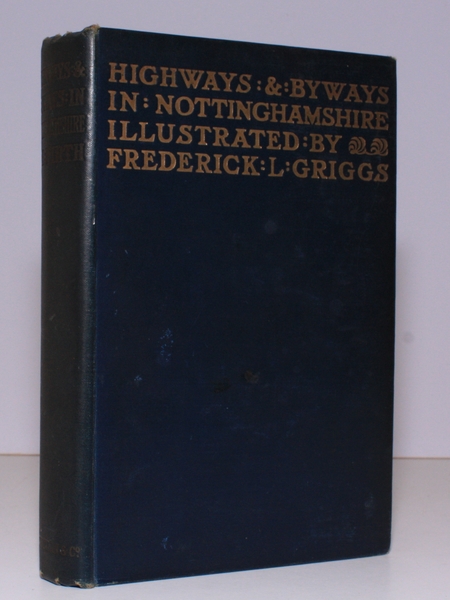 HIGHWAYS : & : BYWAYS
IN : NOTTINGHAMSHIRE
ILLUSTRATED : BY
FREDERICK : L : GRIGGS